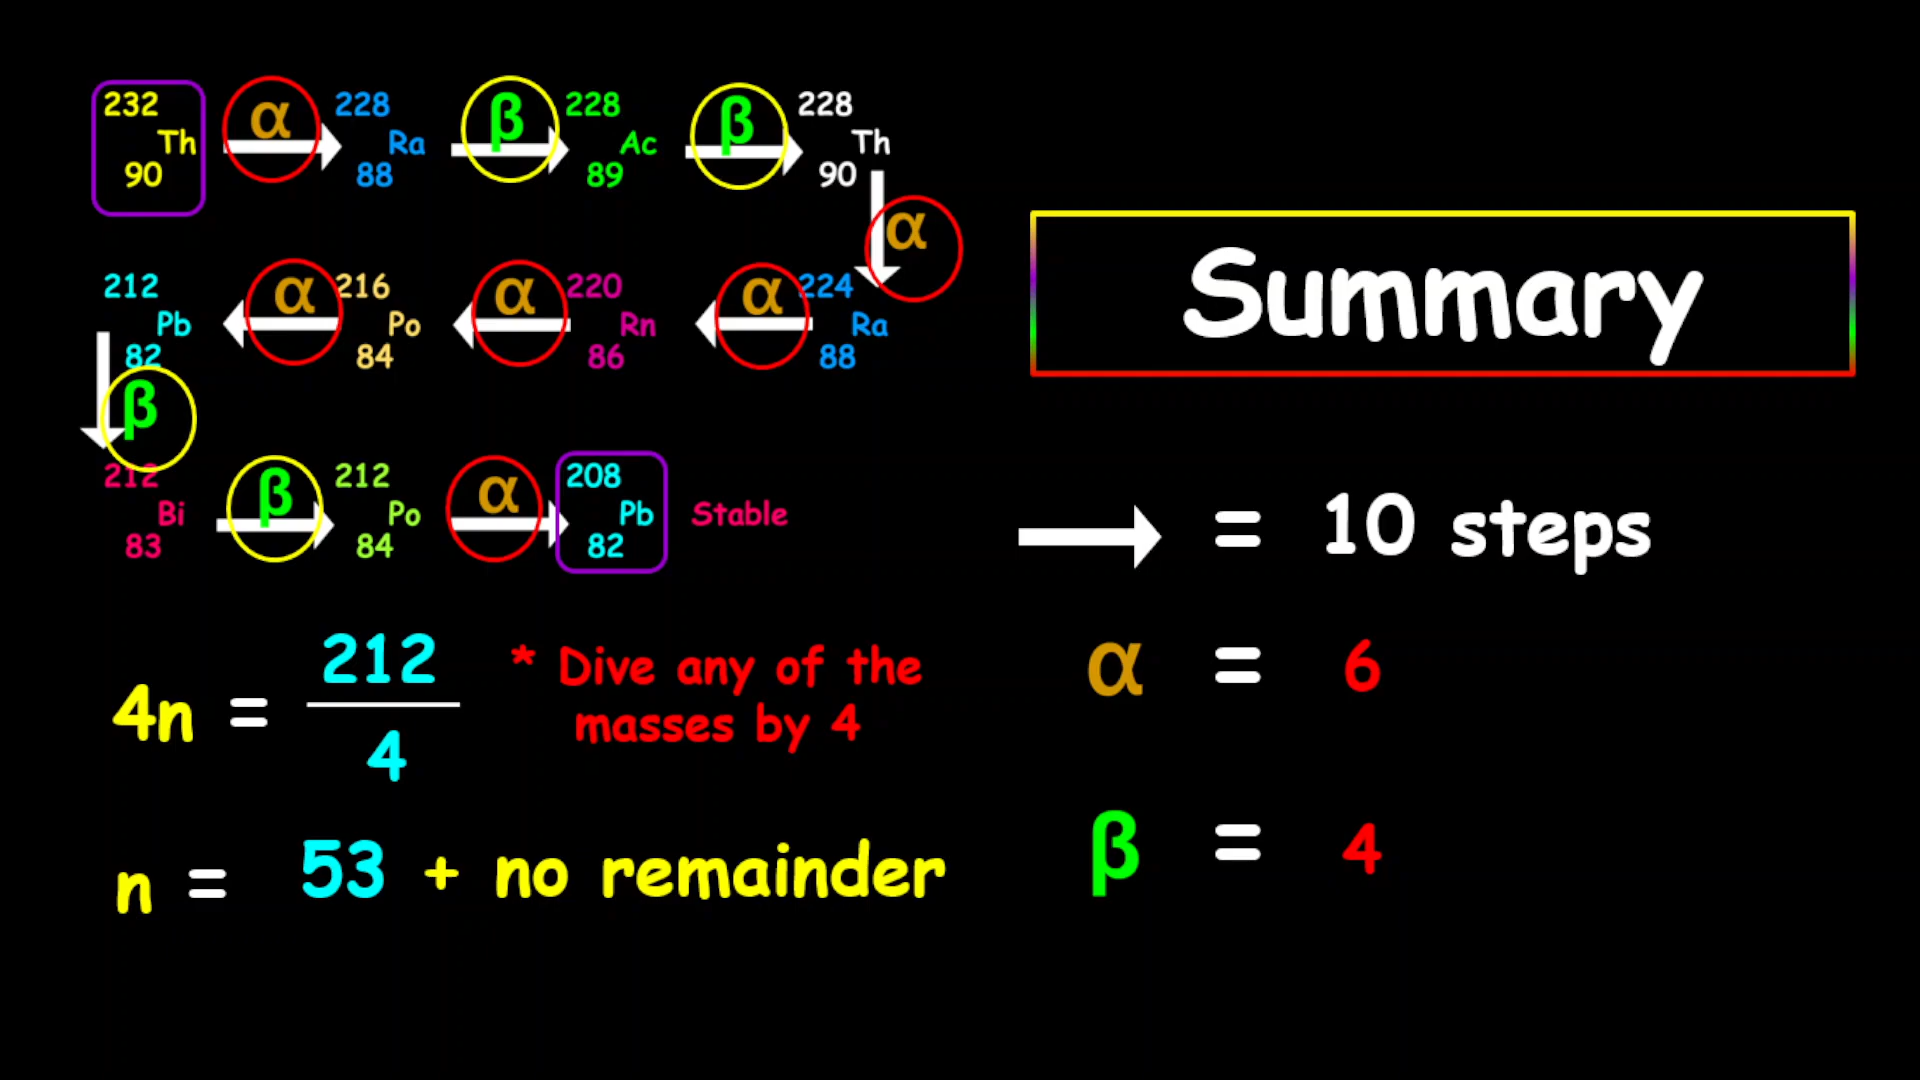 232 α 228 β 228 β 228
Th Ra Ac Th
90 88 89 90
α
212 α 216 α 220 α 224
Pb Po Rn Ra
82 84 86 88
β
212 β 212 α 208
Bi Po Pb Stable
83 84 82
Summary
= 10 steps
α = 6
β = 4
4n = 212
4
* Dive any of the
masses by 4
n = 53 + no remainder